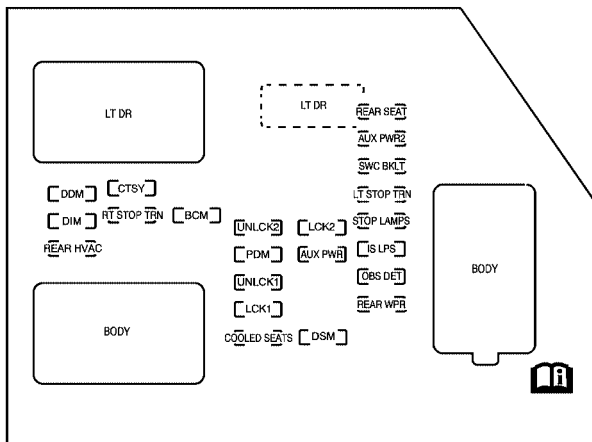 LT DR
LT DR
REAR SEAT
AUX PWR2
SWC BKLT
DDM
CTSY
LT STOP TRN
DIM
RT STOP TRN
BCM
UNLCK2
LCK2
STOP LAMPS
REAR HVAC
PDM
AUX PWR
IS LPS
BODY
UNLCK1
OBS DET
LCK1
REAR WPR
BODY
COOLED SEATS
DSM
i